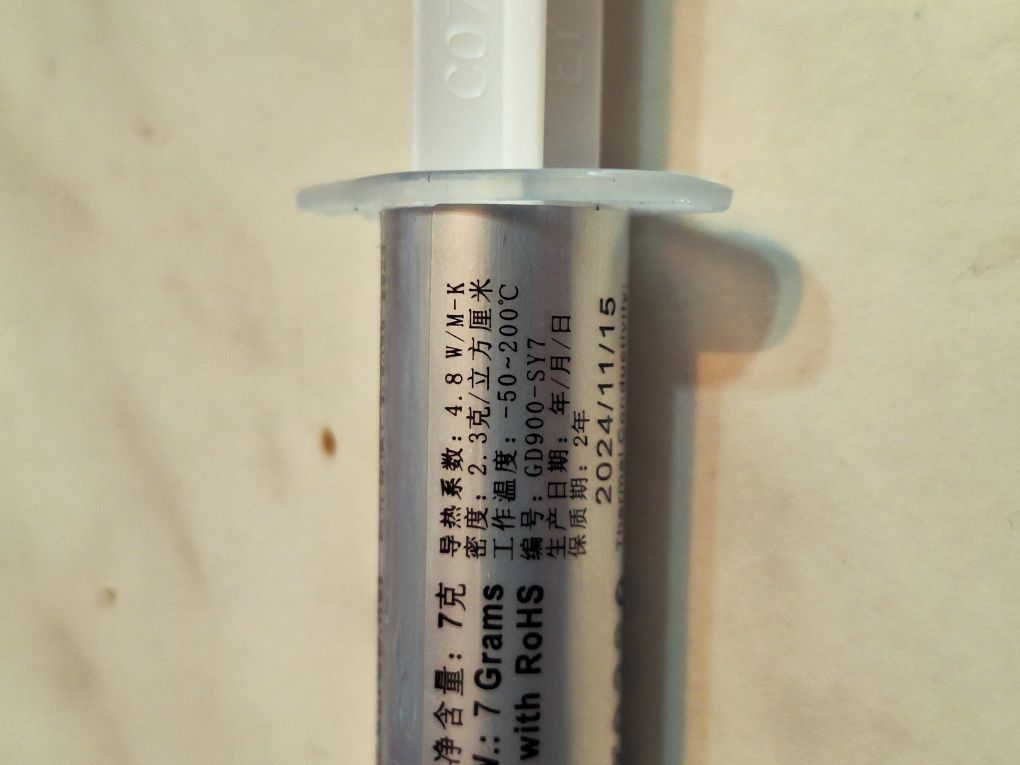 净含量：7克
7 Grams
with RoHS
导热系数：4.8 W/M-K
密度：2.3克/立方厘米
工作温度：-50~200℃
编号：GD900-SY7
生产日期：年/月/日
保质期：2年
2024/11/15
Thermal Conductivity: